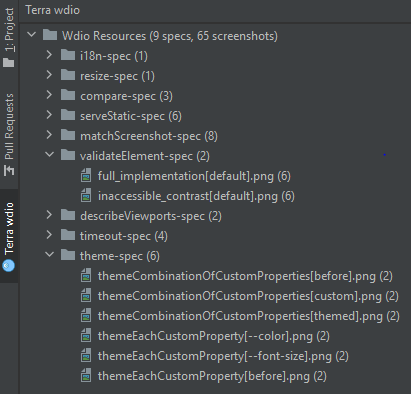 Terra wdio
1: Project
Pull Requests
Terra wdio
Wdio Resources (9 specs, 65 screenshots)
i18n-spec (1)
resize-spec (1)
compare-spec (3)
serveStatic-spec (6)
matchScreenshot-spec (8)
validateElement-spec (2)
full_implementation[default].png (6)
inaccessible_contrast[default].png (6)
describeViewports-spec (2)
timeout-spec (4)
theme-spec (6)
themeCombinationOfCustomProperties[before].png (2)
themeCombinationOfCustomProperties[custom].png (2)
themeCombinationOfCustomProperties[themed].png (2)
themeEachCustomProperty[--color].png (2)
themeEachCustomProperty[--font-size].png (2)
themeEachCustomProperty[before].png (2)